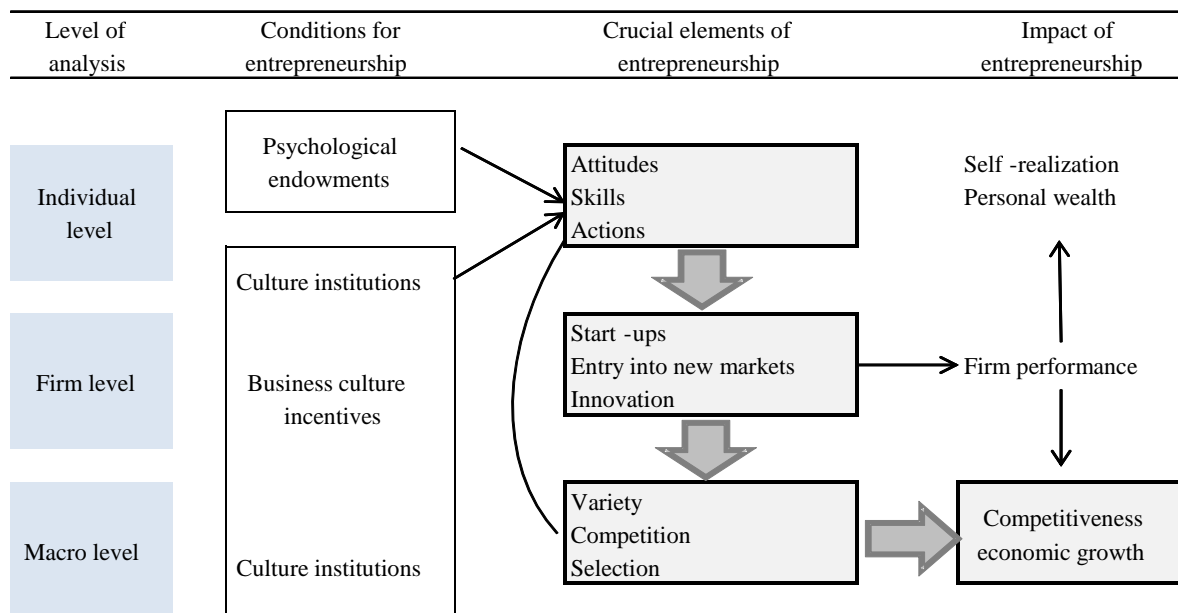 Level of
analysis
Conditions for
entrepreneurship
Crucial elements of
entrepreneurship
Impact of
entrepreneurship
Individual
level
Psychological
endowments
Culture institutions
Attitudes
Skills
Actions
Self -realization
Personal wealth
Firm level
Business culture
incentives
Start -ups
Entry into new markets
Innovation
Firm performance
Macro level
Culture institutions
Variety
Competition
Selection
Competitiveness
economic growth